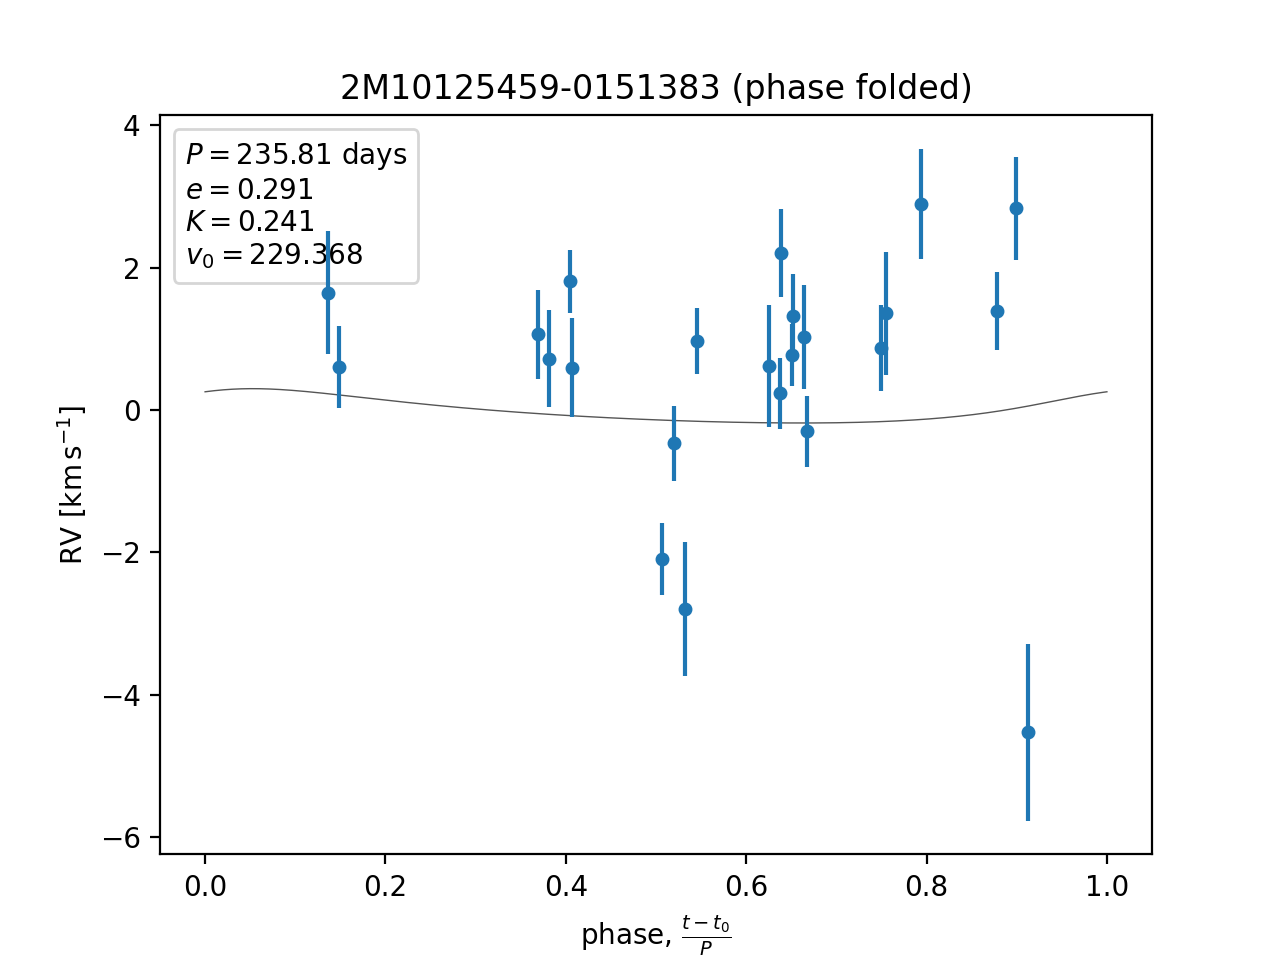 2M10125459-0151383 (phase folded)
P = 235.81 days
e = 0.291
K = 0.241
v₀ = 229.368
4
2
0
−2
−4
−6
RV [km s⁻¹]
0.0 0.2 0.4 0.6 0.8 1.0
phase, (t − t₀)/P